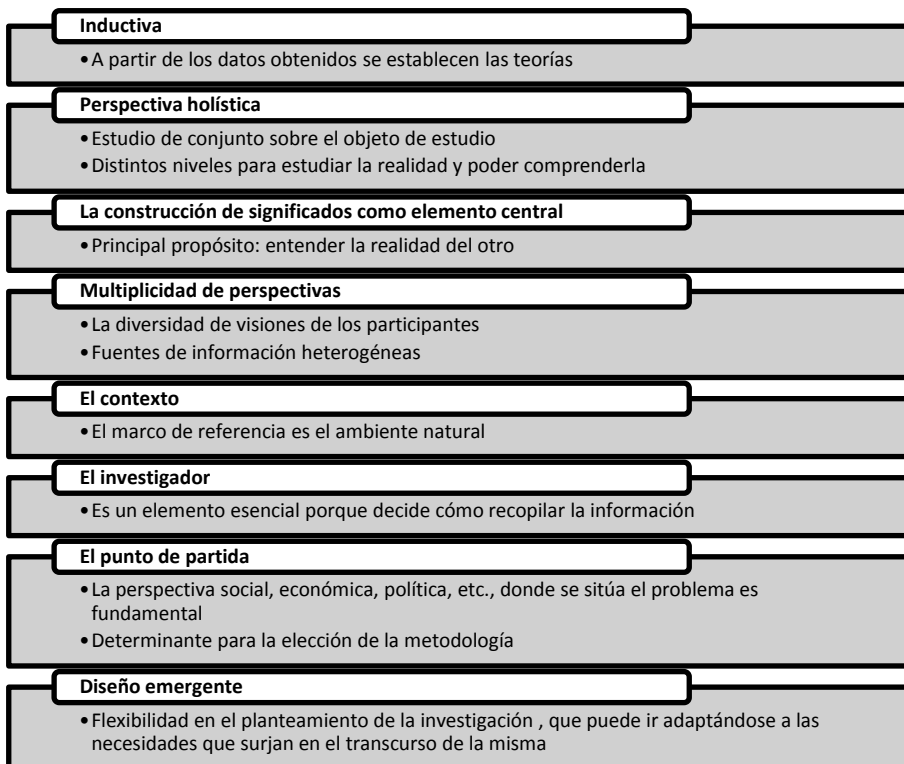 Inductiva
•A partir de los datos obtenidos se establecen las teorías
Perspectiva holística
•Estudio de conjunto sobre el objeto de estudio
•Distintos niveles para estudiar la realidad y poder comprenderla
La construcción de significados como elemento central
•Principal propósito: entender la realidad del otro
Multiplicidad de perspectivas
•La diversidad de visiones de los participantes
•Fuentes de información heterogéneas
El contexto
•El marco de referencia es el ambiente natural
El investigador
•Es un elemento esencial porque decide cómo recopilar la información
El punto de partida
•La perspectiva social, económica, política, etc., donde se sitúa el problema es
fundamental
•Determinante para la elección de la metodología
Diseño emergente
•Flexibilidad en el planteamiento de la investigación , que puede ir adaptándose a las
necesidades que surjan en el transcurso de la misma